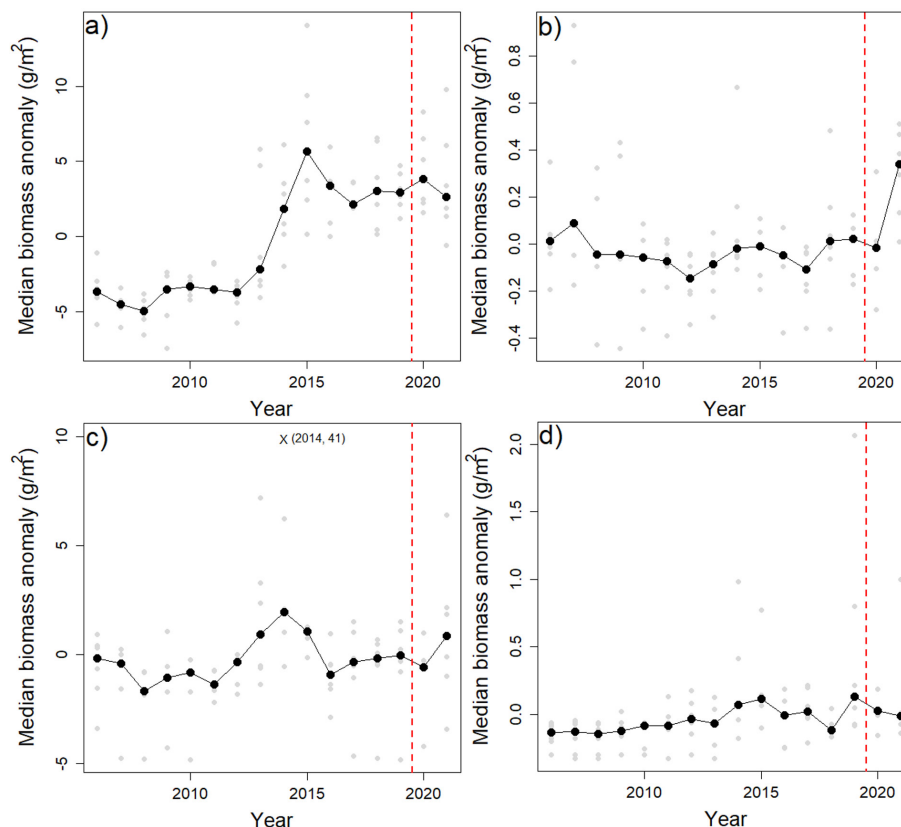 a)
Median biomass anomaly (g/m²)
10
5
0
-5
2010
2015
2020
Year
b)
Median biomass anomaly (g/m²)
0.8
0.6
0.4
0.2
0.0
-0.2
-0.4
2010
2015
2020
Year
c)
X (2014, 41)
Median biomass anomaly (g/m²)
10
5
0
-5
2010
2015
2020
Year
d)
Median biomass anomaly (g/m²)
2.0
1.5
1.0
0.5
0.0
2010
2015
2020
Year